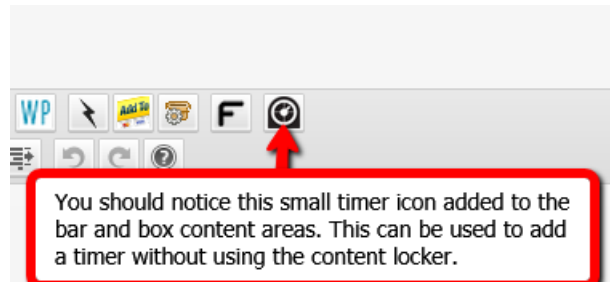 WP Add To F
You should notice this small timer icon added to the
bar and box content areas. This can be used to add
a timer without using the content locker.